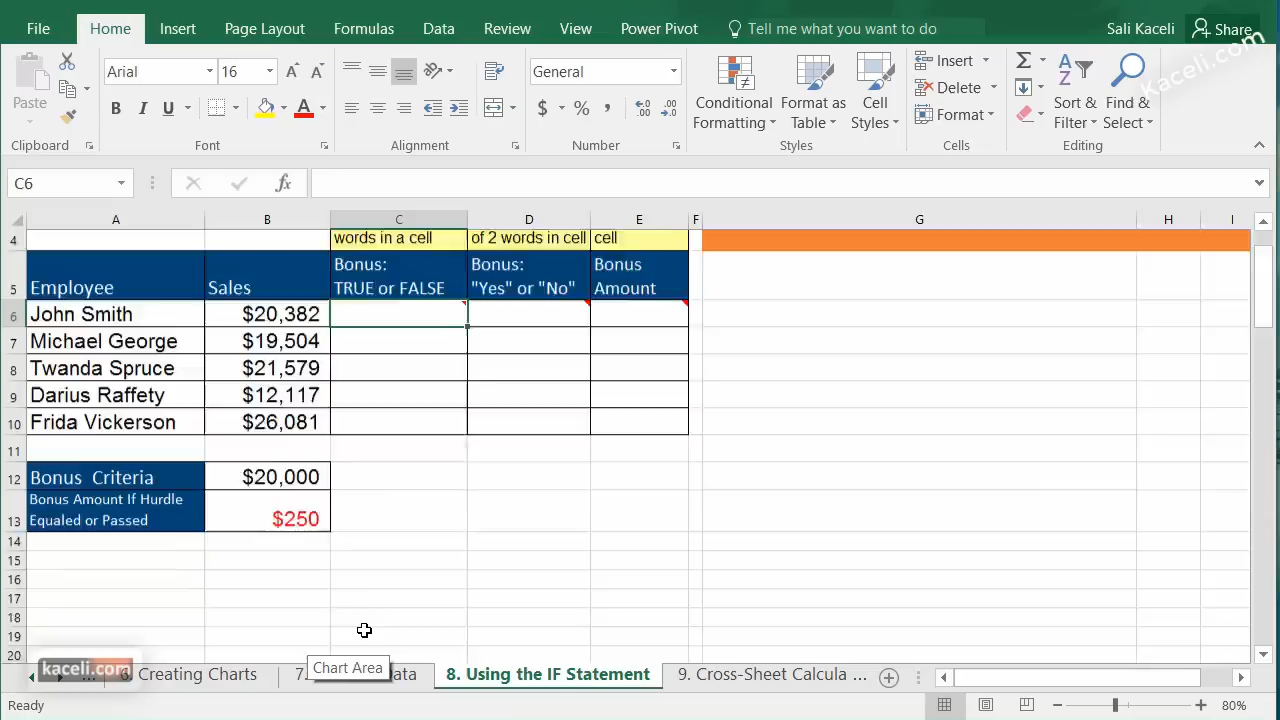 File Home Insert Page Layout Formulas Data Review View Power Pivot Tell me what you want to do Sali Kaceli Share
Kaceli.com
Paste
Arial 16
B I U A
General
$ % ,
Conditional
Formatting
Format as
Table
Cell
Styles
Insert
Delete
Format
Sort &
Filter
Find &
Select
Clipboard Font Alignment Number Styles Cells Editing
C6 fx
A B C D E F G H I
4 words in a cell of 2 words in cell cell
5 Employee Sales Bonus:
TRUE or FALSE Bonus:
"Yes" or "No" Bonus
Amount
6 John Smith $20,382
7 Michael George $19,504
8 Twanda Spruce $21,579
9 Darius Raffety $12,117
10 Frida Vickerson $26,081
11
12 Bonus Criteria $20,000
13 Bonus Amount If Hurdle
Equaled or Passed $250
14
15
16
17
18
19
20
kaceli.com
Chart Area
... Creating Charts 7. ata 8. Using the IF Statement 9. Cross-Sheet Calcula ...
Ready 80%